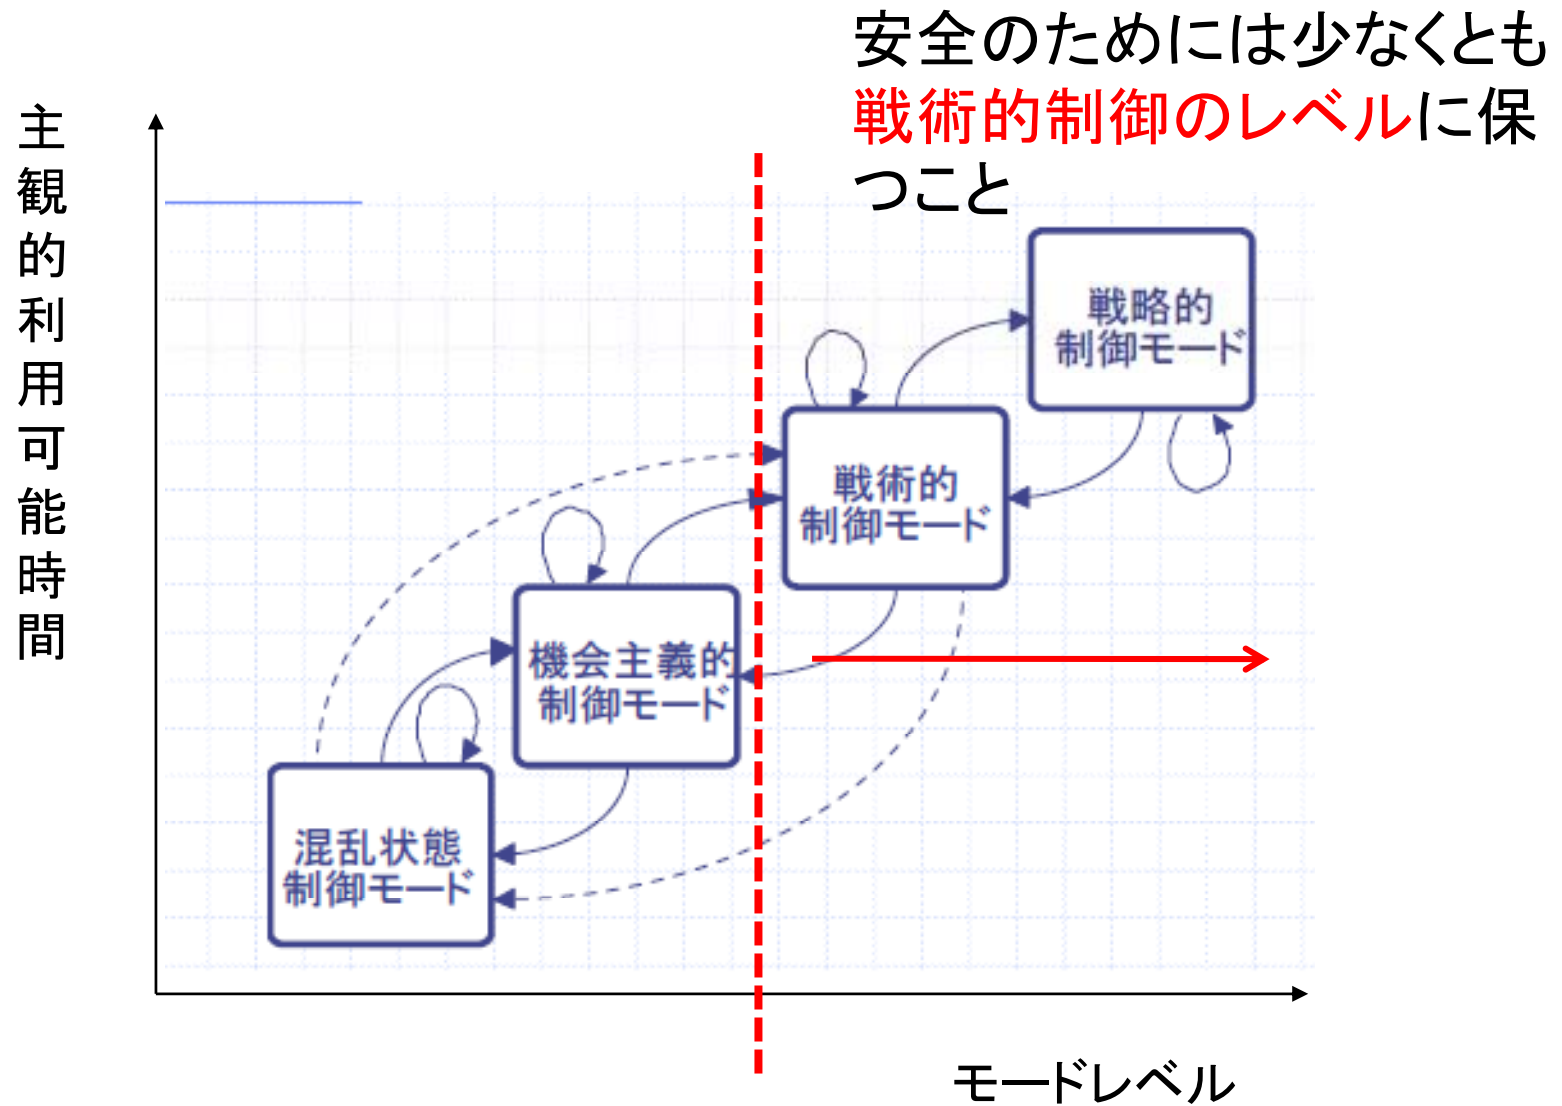 安全のためには少なくとも
戦術的制御のレベルに保
つこと
主観的利用可能時間
戦略的
制御モード
戦術的
制御モード
機会主義的
制御モード
混乱状態
制御モード
モードレベル